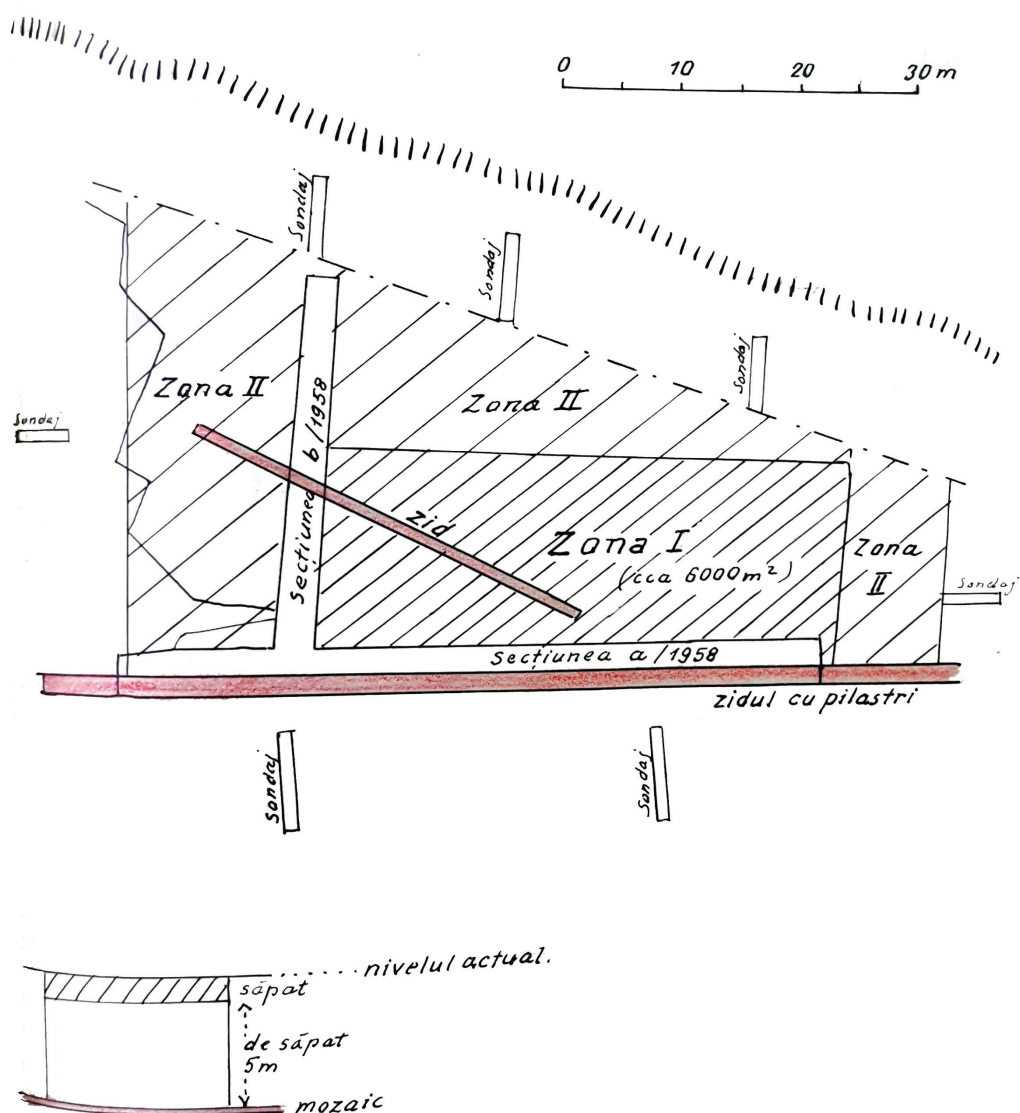 0 10 20 30 m
Sondaj
Sondaj
Sondaj
Sondaj
Zona II
Zona II
Secțiunea b/1958
zid
Zona I
(cca 6000 m²)
Zona
II
Sondaj
secțiunea a/1958
zidul cu pilastri
Sondaj
Sondaj
nivelul actual.
săpat
de săpat
5m
mozaic